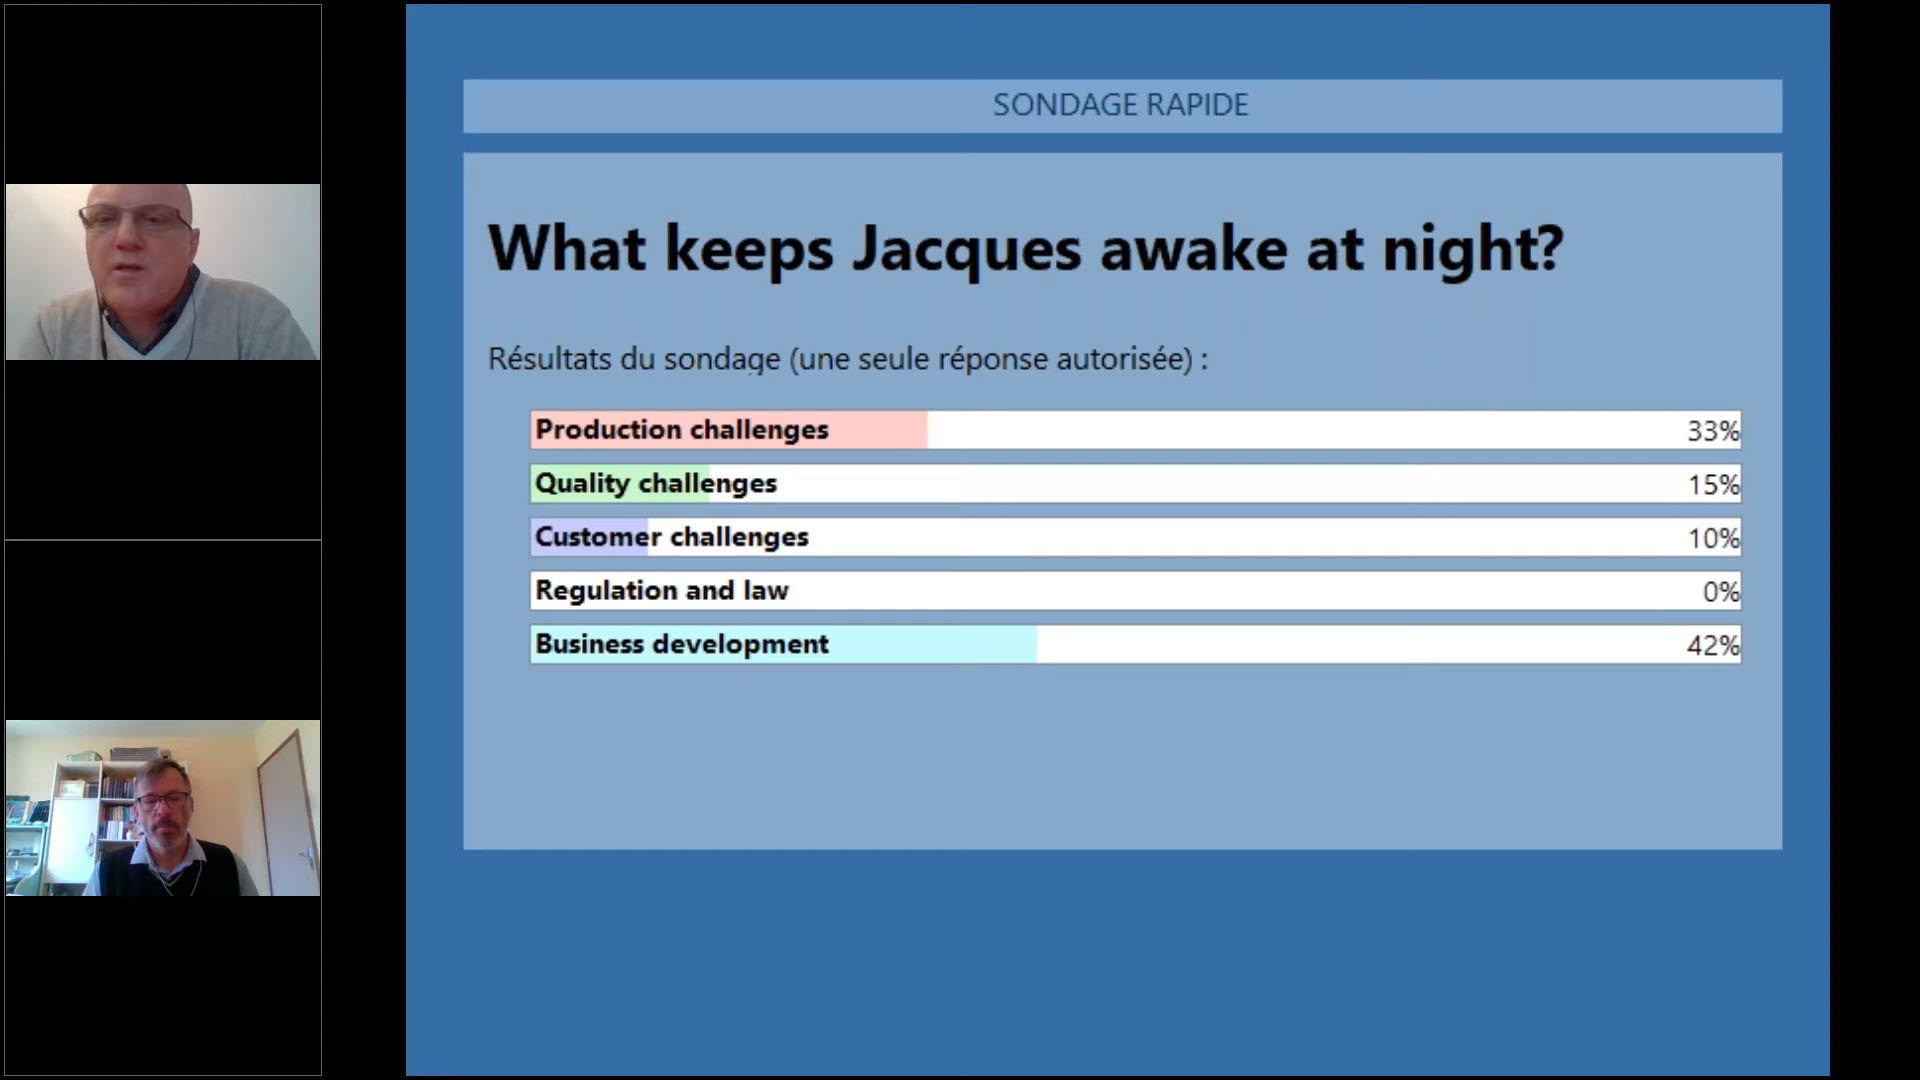 SONDAGE RAPIDE
What keeps Jacques awake at night?
Résultats du sondage (une seule réponse autorisée) :
Production challenges 33%
Quality challenges 15%
Customer challenges 10%
Regulation and law 0%
Business development 42%